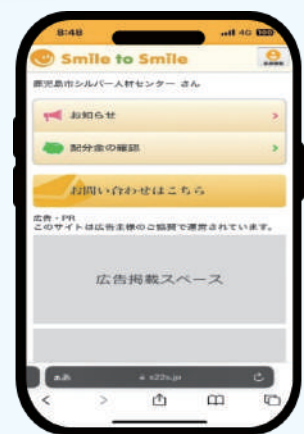 8:48
4G 100
Smile to Smile
鹿児島市シルバー人材センター さん
お知らせ
配分金の確認
お問い合わせはこちら
広告・PR
このサイトは広告主様のご協賛で運営されています。
広告掲載スペース
ぁあ
s22s.jp